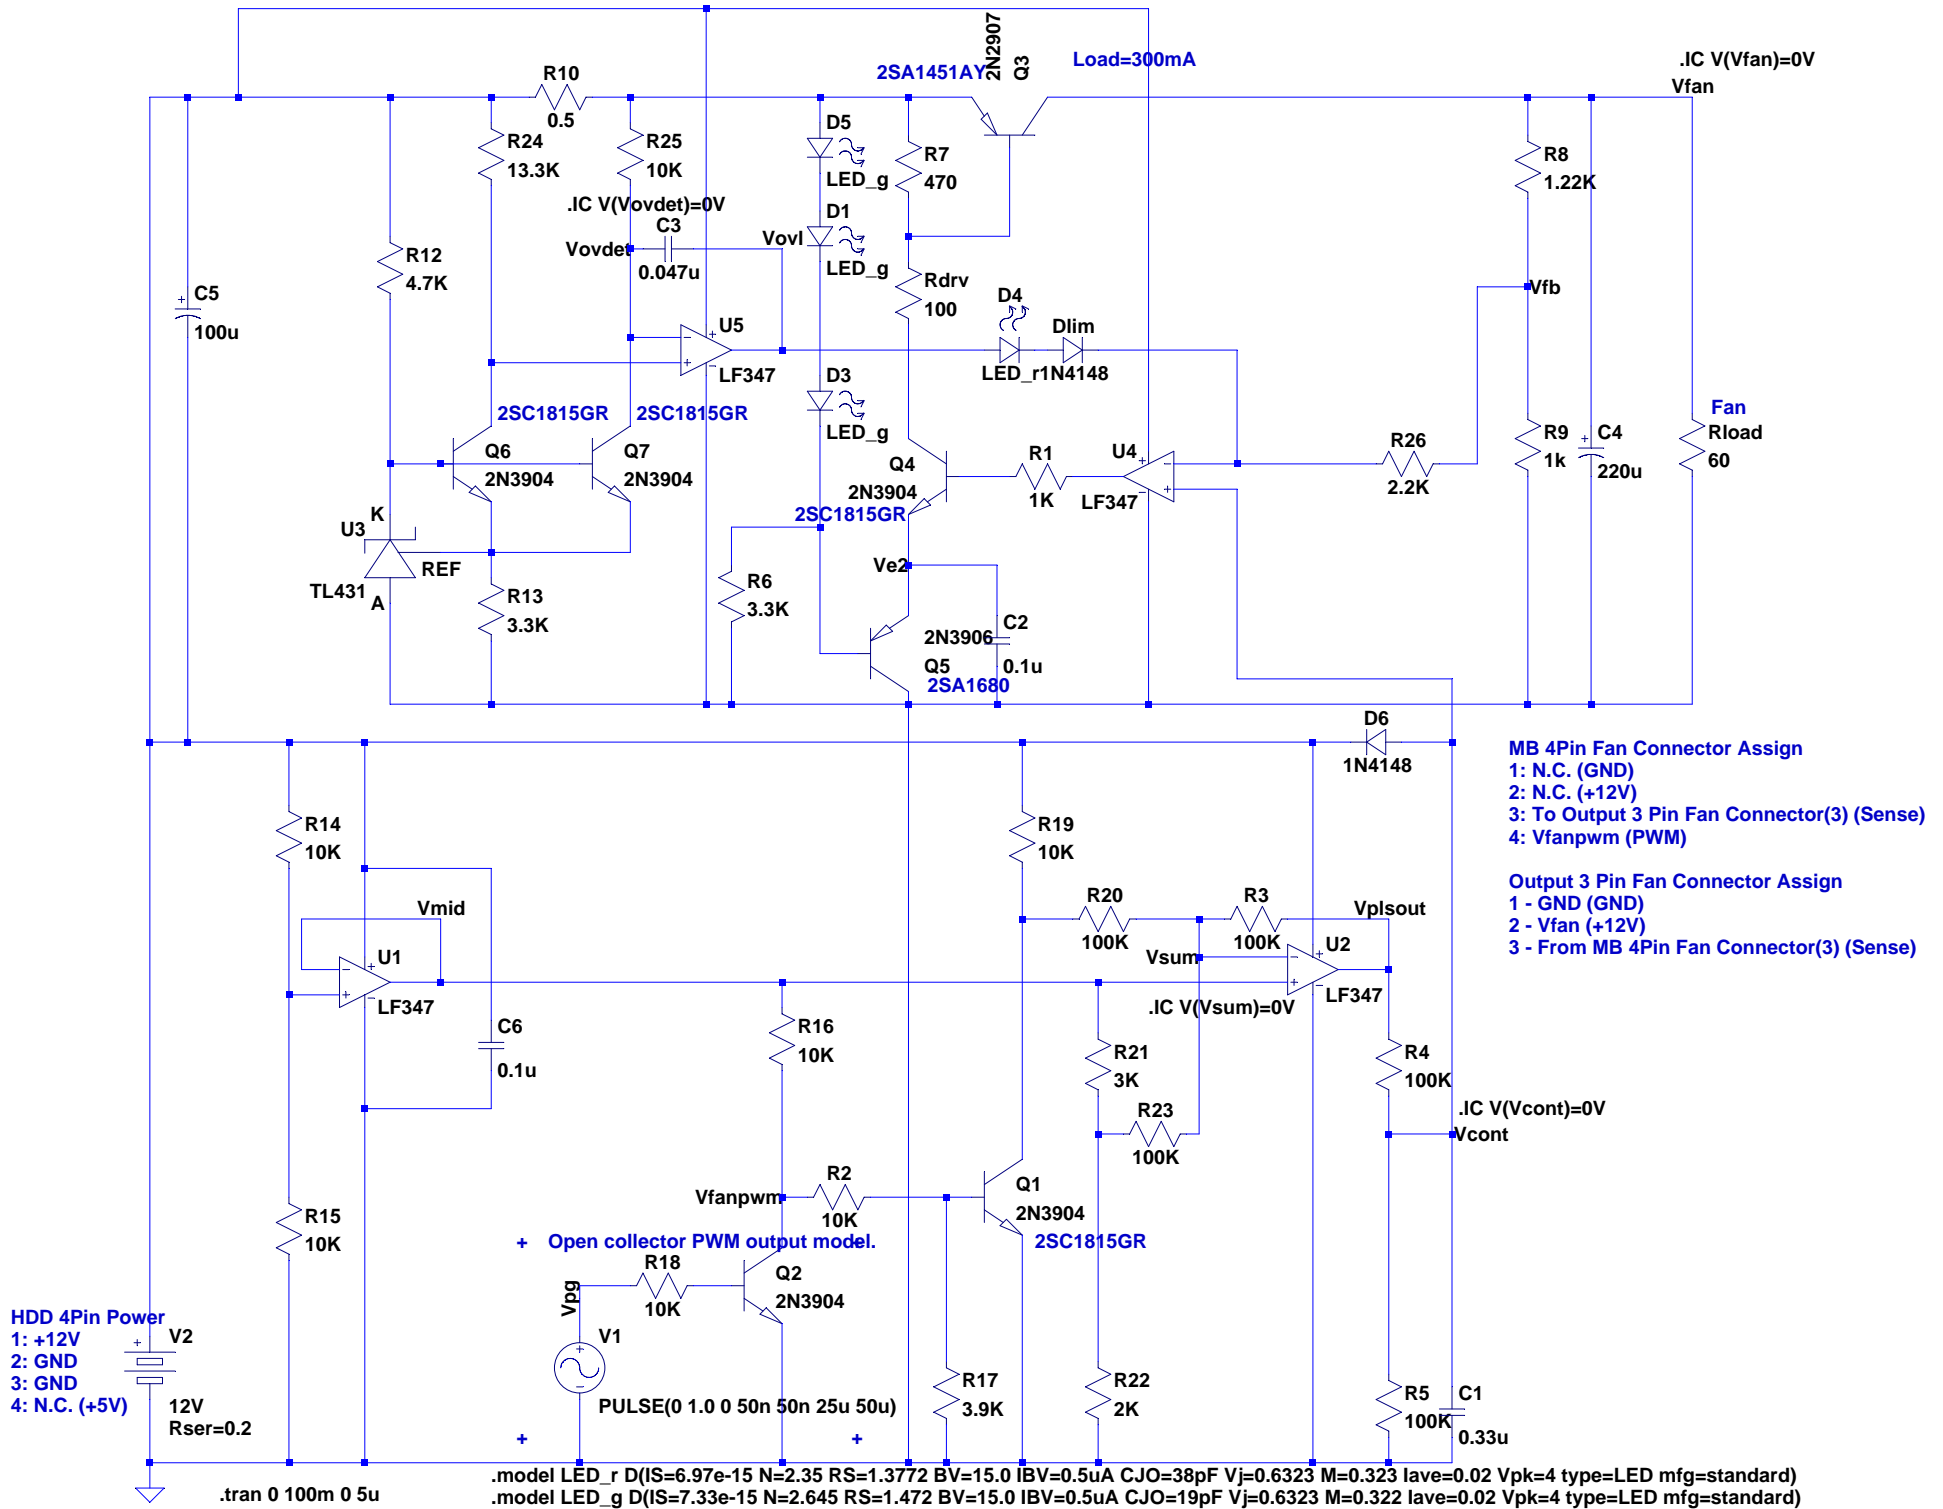 2N2907
Q3
2SA1451AY
Load=300mA
.IC V(Vfan)=0V
Vfan
R10
0.5
R24
13.3K
R25
10K
D5
LED_g
R7
470
R8
1.22K
.IC V(Vovdet)=0V
C3
Vovdet
0.047u
D1
Vovl
LED_g
R12
4.7K
C5
100u
+
Rdrv
100
D4
LED_r
Dlim
1N4148
Vfb
U5
LF347
D3
LED_g
2SC1815GR
2SC1815GR
Q6
2N3904
Q7
2N3904
Q4
2N3904
2SC1815GR
R1
1K
U4
LF347
R26
2.2K
R9
1k
C4
220u
+
Fan
Rload
60
K
U3
REF
TL431
A
R13
3.3K
R6
3.3K
Ve2
2N3906
Q5
2SA1680
C2
0.1u
D6
1N4148
MB 4Pin Fan Connector Assign
1: N.C. (GND)
2: N.C. (+12V)
3: To Output 3 Pin Fan Connector(3) (Sense)
4: Vfanpwm (PWM)
Output 3 Pin Fan Connector Assign
1 - GND (GND)
2 - Vfan (+12V)
3 - From MB 4Pin Fan Connector(3) (Sense)
R14
10K
R19
10K
Vmid
U1
LF347
C6
0.1u
R20
100K
R3
100K
Vplsout
Vsum
U2
LF347
.IC V(Vsum)=0V
R16
10K
R21
3K
R23
100K
R4
100K
.IC V(Vcont)=0V
Vcont
R15
10K
Vfanpwm
R2
10K
Q1
2N3904
2SC1815GR
+ Open collector PWM output model. +
R18
10K
Vpg
Q2
2N3904
V1
PULSE(0 1.0 0 50n 50n 25u 50u)
+ +
R17
3.9K
R22
2K
R5
100K
C1
0.33u
HDD 4Pin Power
1: +12V
2: GND
3: GND
4: N.C. (+5V)
+
V2
12V
Rser=0.2
.tran 0 100m 0 5u
.model LED_r D(IS=6.97e-15 N=2.35 RS=1.3772 BV=15.0 IBV=0.5uA CJO=38pF Vj=0.6323 M=0.323 Iave=0.02 Vpk=4 type=LED mfg=standard)
.model LED_g D(IS=7.33e-15 N=2.645 RS=1.472 BV=15.0 IBV=0.5uA CJO=19pF Vj=0.6323 M=0.322 Iave=0.02 Vpk=4 type=LED mfg=standard)